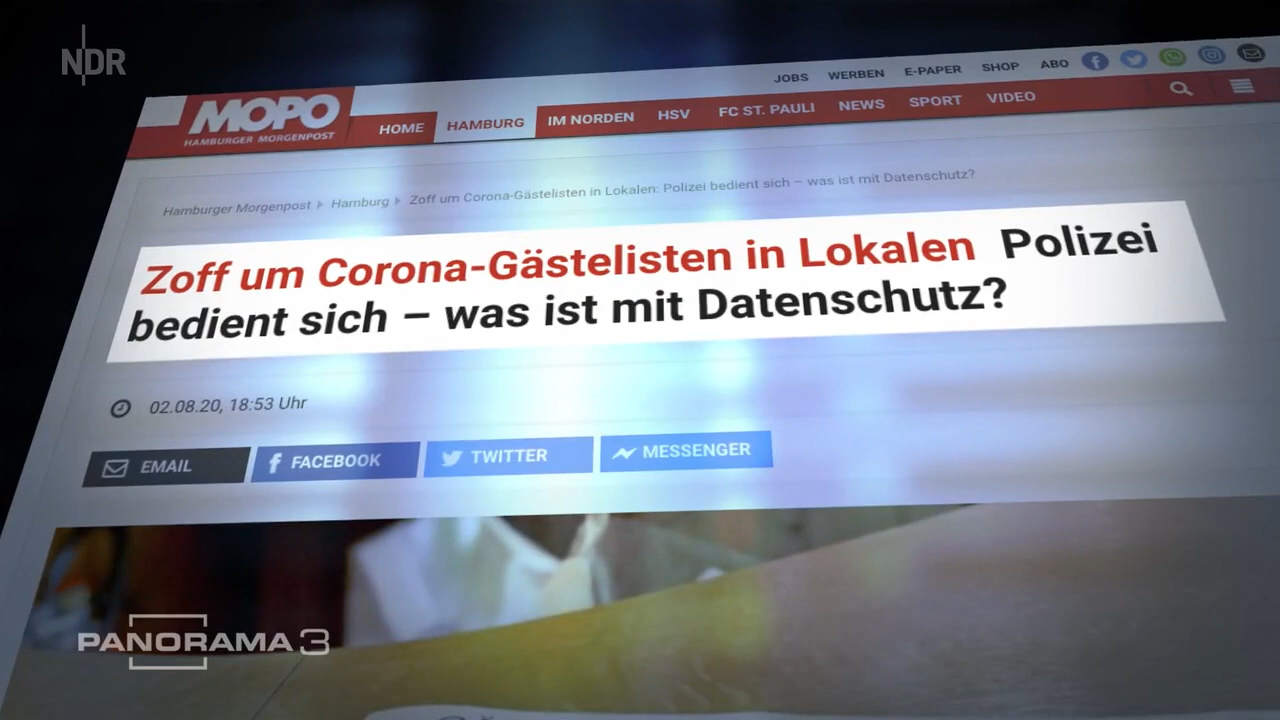 NDR
JOBS WERBEN E-PAPER SHOP ABO
MOPO
HAMBURGER MORGENPOST
HOME HAMBURG IM NORDEN HSV FC ST. PAULI NEWS SPORT VIDEO
Hamburger Morgenpost Hamburg Zoff um Corona-Gästelisten in Lokalen: Polizei bedient sich – was ist mit Datenschutz?
Zoff um Corona-Gästelisten in Lokalen Polizei
bedient sich – was ist mit Datenschutz?
02.08.20, 18:53 Uhr
EMAIL FACEBOOK TWITTER MESSENGER
PANORAMA 3